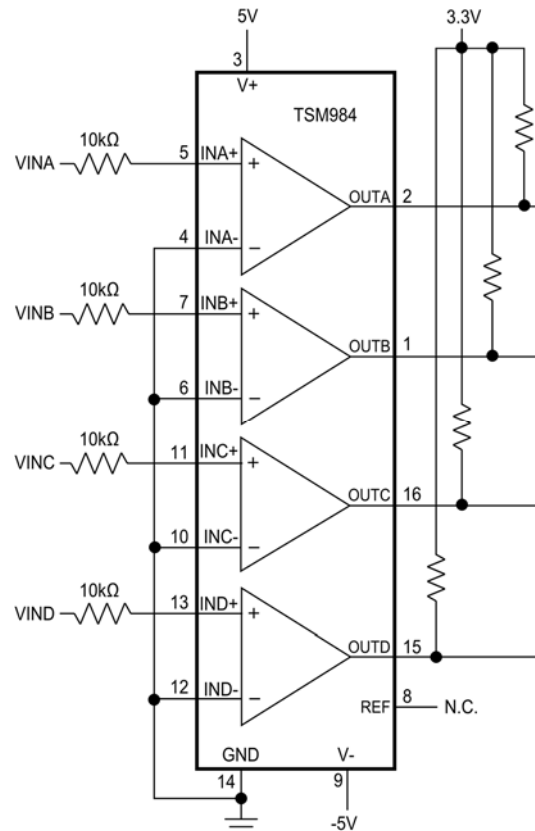 5V
3.3V
3
V+
TSM984
10kΩ
VINA
5
INA+
+
OUTA
2
4
INA-
−
10kΩ
VINB
7
INB+
+
OUTB
1
6
INB-
−
10kΩ
VINC
11
INC+
+
OUTC
16
10
INC-
−
10kΩ
VIND
13
IND+
+
OUTD
15
12
IND-
−
REF
8
N.C.
GND
V-
14
9
-5V